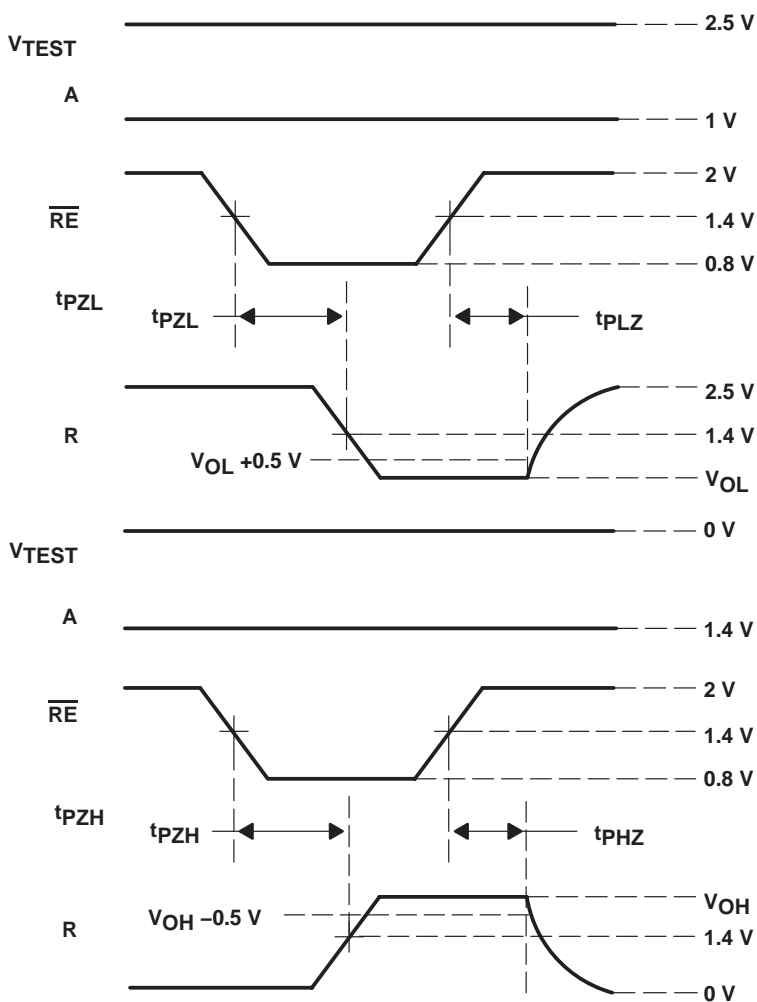 2.5 V
VTEST
A
1 V
2 V
RE
1.4 V
0.8 V
tPZL
tPZL
tPLZ
2.5 V
R
1.4 V
VOL +0.5 V
VOL
0 V
VTEST
A
1.4 V
2 V
RE
1.4 V
0.8 V
tPZH
tPZH
tPHZ
VOH
VOH –0.5 V
R
1.4 V
0 V